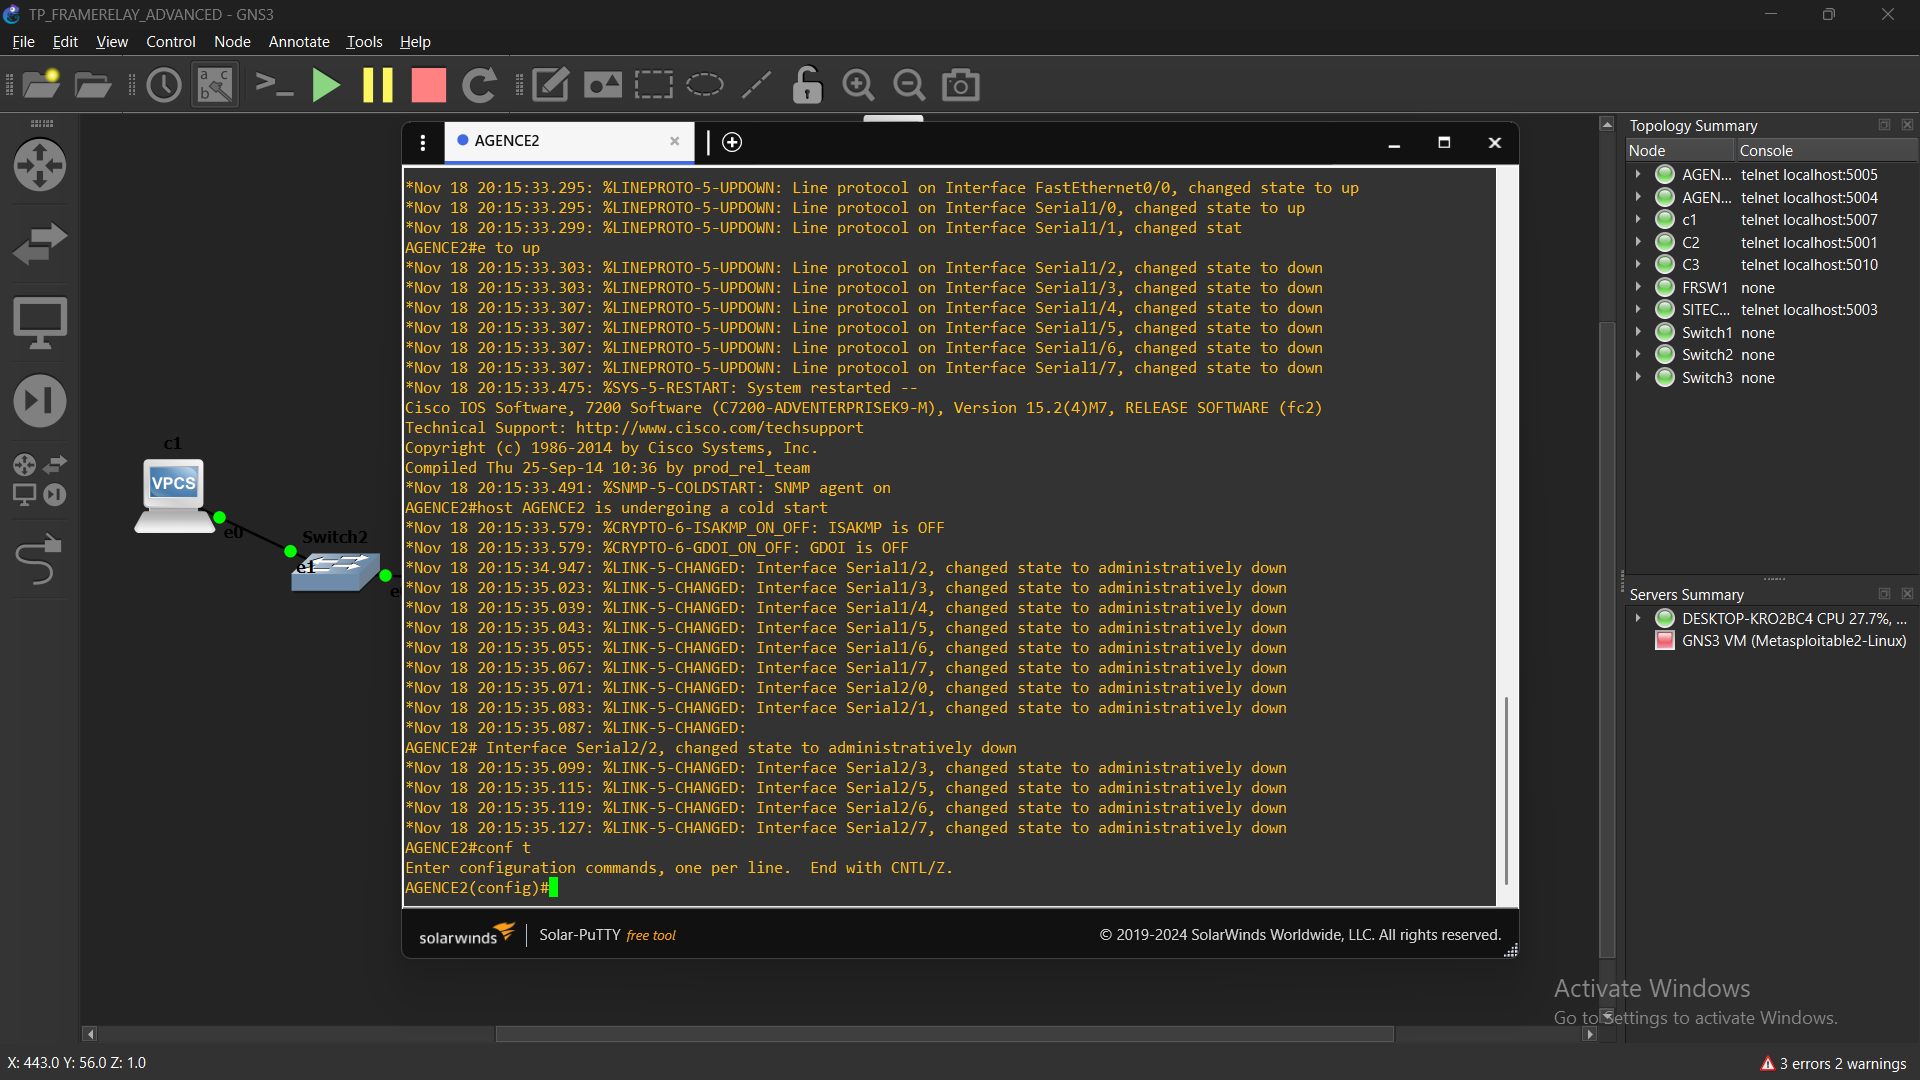 TP_FRAMERELAY_ADVANCED - GNS3
File Edit View Control Node Annotate Tools Help
AGENCE2
*Nov 18 20:15:33.295: %LINEPROTO-5-UPDOWN: Line protocol on Interface FastEthernet0/0, changed state to up
*Nov 18 20:15:33.295: %LINEPROTO-5-UPDOWN: Line protocol on Interface Serial1/0, changed state to up
*Nov 18 20:15:33.299: %LINEPROTO-5-UPDOWN: Line protocol on Interface Serial1/1, changed stat
AGENCE2#e to up
*Nov 18 20:15:33.303: %LINEPROTO-5-UPDOWN: Line protocol on Interface Serial1/2, changed state to down
*Nov 18 20:15:33.303: %LINEPROTO-5-UPDOWN: Line protocol on Interface Serial1/3, changed state to down
*Nov 18 20:15:33.307: %LINEPROTO-5-UPDOWN: Line protocol on Interface Serial1/4, changed state to down
*Nov 18 20:15:33.307: %LINEPROTO-5-UPDOWN: Line protocol on Interface Serial1/5, changed state to down
*Nov 18 20:15:33.307: %LINEPROTO-5-UPDOWN: Line protocol on Interface Serial1/6, changed state to down
*Nov 18 20:15:33.307: %LINEPROTO-5-UPDOWN: Line protocol on Interface Serial1/7, changed state to down
*Nov 18 20:15:33.475: %SYS-5-RESTART: System restarted --
Cisco IOS Software, 7200 Software (C7200-ADVENTERPRISEK9-M), Version 15.2(4)M7, RELEASE SOFTWARE (fc2)
Technical Support: http://www.cisco.com/techsupport
Copyright (c) 1986-2014 by Cisco Systems, Inc.
Compiled Thu 25-Sep-14 10:36 by prod_rel_team
*Nov 18 20:15:33.491: %SNMP-5-COLDSTART: SNMP agent on
AGENCE2#host AGENCE2 is undergoing a cold start
*Nov 18 20:15:33.579: %CRYPTO-6-ISAKMP_ON_OFF: ISAKMP is OFF
*Nov 18 20:15:33.579: %CRYPTO-6-GDOI_ON_OFF: GDOI is OFF
*Nov 18 20:15:34.947: %LINK-5-CHANGED: Interface Serial1/2, changed state to administratively down
*Nov 18 20:15:35.023: %LINK-5-CHANGED: Interface Serial1/3, changed state to administratively down
*Nov 18 20:15:35.039: %LINK-5-CHANGED: Interface Serial1/4, changed state to administratively down
*Nov 18 20:15:35.043: %LINK-5-CHANGED: Interface Serial1/5, changed state to administratively down
*Nov 18 20:15:35.055: %LINK-5-CHANGED: Interface Serial1/6, changed state to administratively down
*Nov 18 20:15:35.067: %LINK-5-CHANGED: Interface Serial1/7, changed state to administratively down
*Nov 18 20:15:35.071: %LINK-5-CHANGED: Interface Serial2/0, changed state to administratively down
*Nov 18 20:15:35.083: %LINK-5-CHANGED: Interface Serial2/1, changed state to administratively down
*Nov 18 20:15:35.087: %LINK-5-CHANGED:
AGENCE2# Interface Serial2/2, changed state to administratively down
*Nov 18 20:15:35.099: %LINK-5-CHANGED: Interface Serial2/3, changed state to administratively down
*Nov 18 20:15:35.115: %LINK-5-CHANGED: Interface Serial2/5, changed state to administratively down
*Nov 18 20:15:35.119: %LINK-5-CHANGED: Interface Serial2/6, changed state to administratively down
*Nov 18 20:15:35.127: %LINK-5-CHANGED: Interface Serial2/7, changed state to administratively down
AGENCE2#conf t
Enter configuration commands, one per line.  End with CNTL/Z.
AGENCE2(config)#
solarwinds Solar-PuTTY free tool
© 2019-2024 SolarWinds Worldwide, LLC. All rights reserved.
c1
VPCS
e0
Switch2
e1
e
Topology Summary
Node Console
AGEN... telnet localhost:5005
AGEN... telnet localhost:5004
c1 telnet localhost:5007
C2 telnet localhost:5001
C3 telnet localhost:5010
FRSW1 none
SITEC... telnet localhost:5003
Switch1 none
Switch2 none
Switch3 none
Servers Summary
DESKTOP-KRO2BC4 CPU 27.7%, ...
GNS3 VM (Metasploitable2-Linux)
Activate Windows
Go to Settings to activate Windows.
X: 443.0 Y: 56.0 Z: 1.0
3 errors 2 warnings